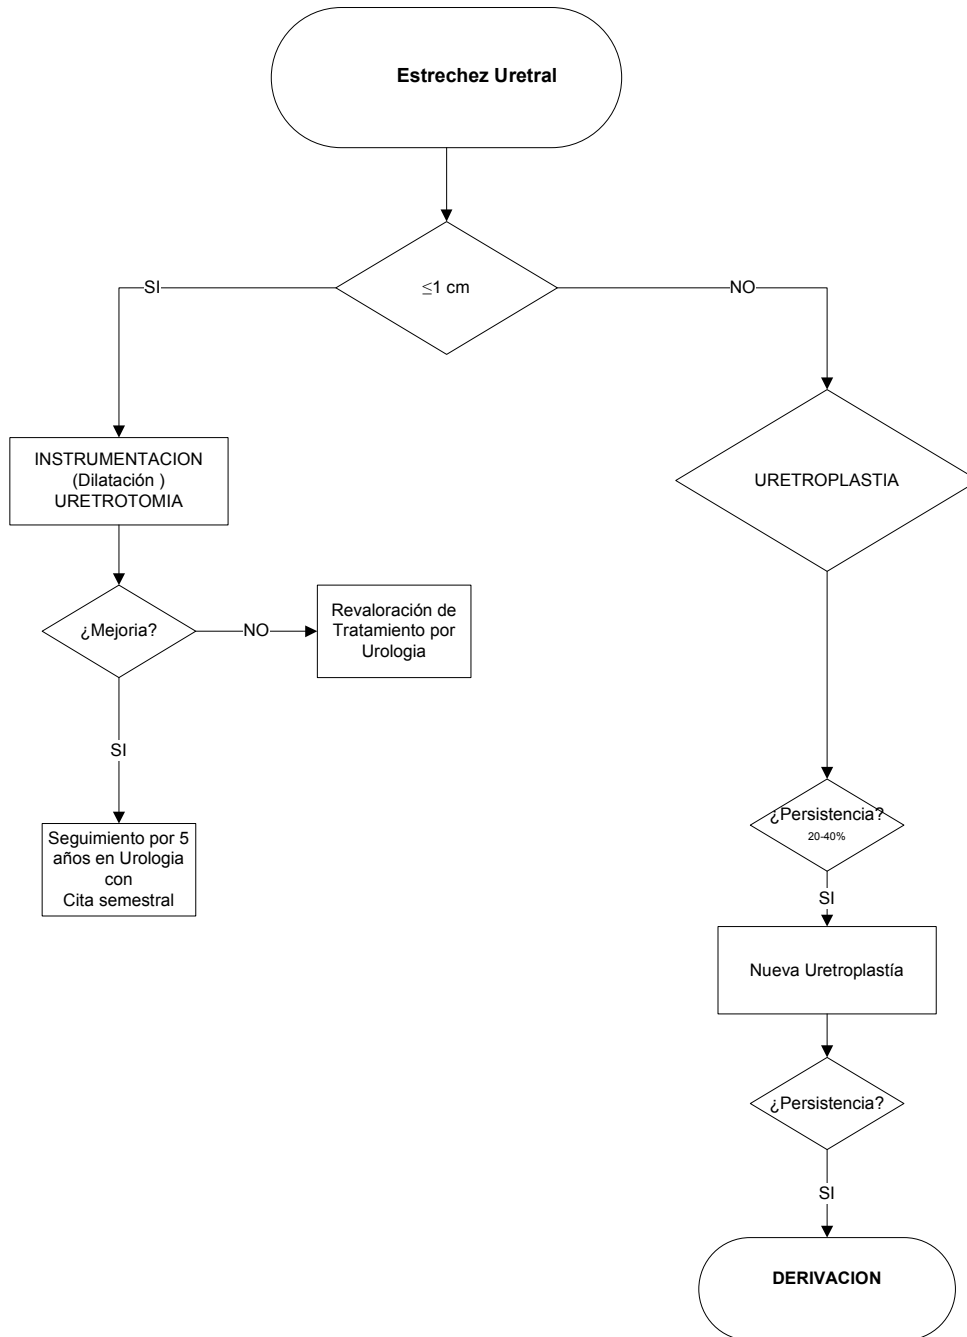 Estrechez Uretral
≤1 cm
SI
NO
INSTRUMENTACION
(Dilatación )
URETROTOMIA
URETROPLASTIA
¿Mejoria?
NO
Revaloración de
Tratamiento por
Urologia
SI
Seguimiento por 5
años en Urologia
con
Cita semestral
¿Persistencia?
20-40%
SI
Nueva Uretroplastía
¿Persistencia?
SI
DERIVACION